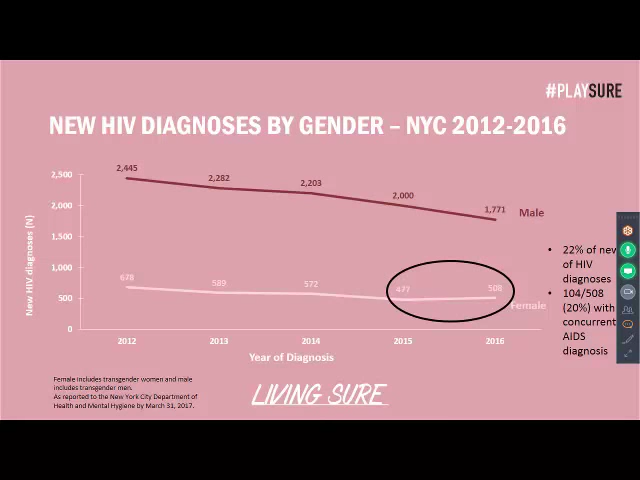 #PLAYSURE
NEW HIV DIAGNOSES BY GENDER – NYC 2012-2016
New HIV diagnoses (N)
2,500
2,000
1,500
1,000
500
0
2,445
2,282
2,203
2,000
1,771
Male
678
589
572
477
508
Female
2012
2013
2014
2015
2016
Year of Diagnosis
• 22% of new
of HIV
diagnoses
• 104/508
(20%) with
concurrent
AIDS
diagnosis
Female includes transgender women and male
includes transgender men.
As reported to the New York City Department of
Health and Mental Hygiene by March 31, 2017.
LIVING SURE